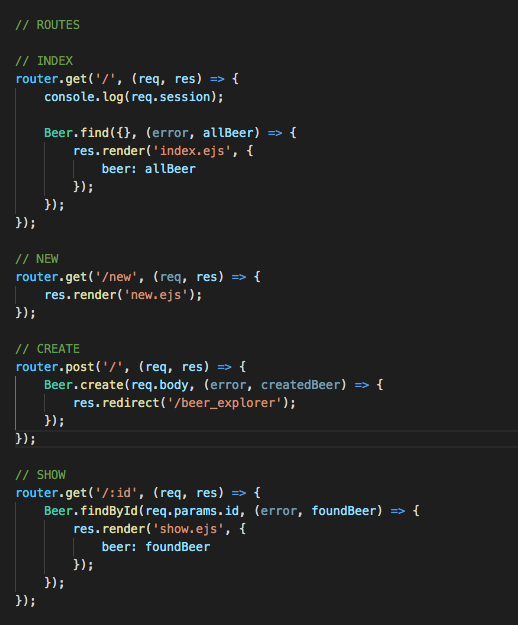 // ROUTES
// INDEX
router.get('/', (req, res) => {
console.log(req.session);
Beer.find({}, (error, allBeer) => {
res.render('index.ejs', {
beer: allBeer
});
});
});
// NEW
router.get('/new', (req, res) => {
res.render('new.ejs');
});
// CREATE
router.post('/', (req, res) => {
Beer.create(req.body, (error, createdBeer) => {
res.redirect('/beer_explorer');
});
});
// SHOW
router.get('/:id', (req, res) => {
Beer.findById(req.params.id, (error, foundBeer) => {
res.render('show.ejs', {
beer: foundBeer
});
});
});